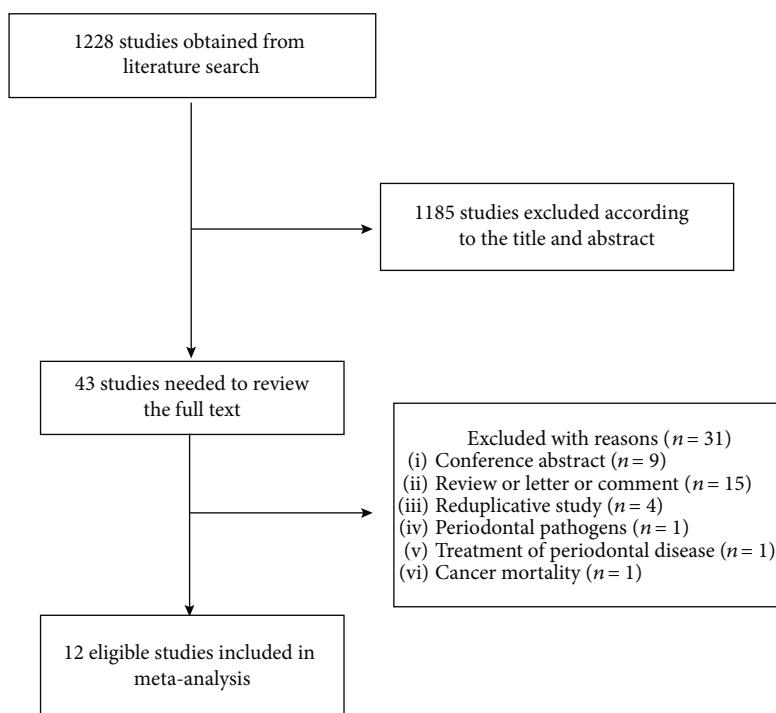 1228 studies obtained from
literature search
1185 studies excluded according
to the title and abstract
43 studies needed to review
the full text
Excluded with reasons (n = 31)
(i) Conference abstract (n = 9)
(ii) Review or letter or comment (n = 15)
(iii) Reduplicative study (n = 4)
(iv) Periodontal pathogens (n = 1)
(v) Treatment of periodontal disease (n = 1)
(vi) Cancer mortality (n = 1)
12 eligible studies included in
meta-analysis